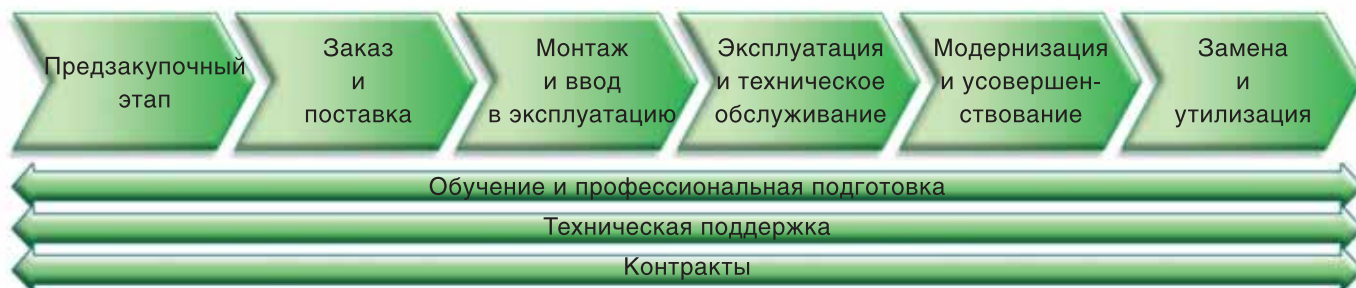 Предзакупочный
этап
Заказ
и
поставка
Монтаж
и ввод
в эксплуатацию
Эксплуатация
и техническое
обслуживание
Модернизация
и усовершен-
ствование
Замена
и
утилизация
Обучение и профессиональная подготовка
Техническая поддержка
Контракты